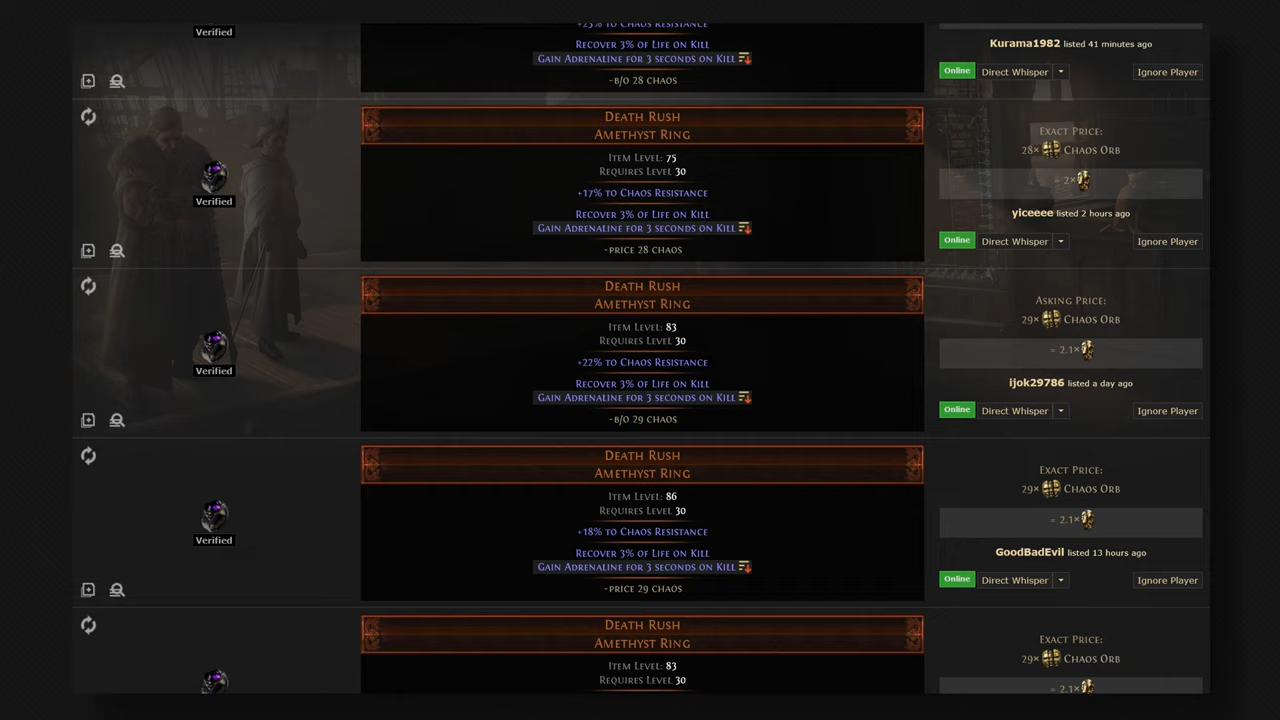 Verified
+23% to Chaos Resistance
Recover 3% of Life on Kill
Gain Adrenaline for 3 seconds on Kill
~b/o 28 chaos
Kurama1982 listed 41 minutes ago
Online Direct Whisper Ignore Player
Death Rush
Amethyst Ring
Item Level: 75
Requires Level 30
+17% to Chaos Resistance
Recover 3% of Life on Kill
Gain Adrenaline for 3 seconds on Kill
~price 28 chaos
Verified
Exact Price:
28× Chaos Orb
= 2×
yiceeee listed 2 hours ago
Online Direct Whisper Ignore Player
Death Rush
Amethyst Ring
Item Level: 83
Requires Level 30
+22% to Chaos Resistance
Recover 3% of Life on Kill
Gain Adrenaline for 3 seconds on Kill
~b/o 29 chaos
Verified
Asking Price:
29× Chaos Orb
= 2.1×
ijok29786 listed a day ago
Online Direct Whisper Ignore Player
Death Rush
Amethyst Ring
Item Level: 86
Requires Level 30
+18% to Chaos Resistance
Recover 3% of Life on Kill
Gain Adrenaline for 3 seconds on Kill
~price 29 chaos
Verified
Exact Price:
29× Chaos Orb
= 2.1×
GoodBadEvil listed 13 hours ago
Online Direct Whisper Ignore Player
Death Rush
Amethyst Ring
Item Level: 83
Requires Level 30
Exact Price:
29× Chaos Orb
= 2.1×